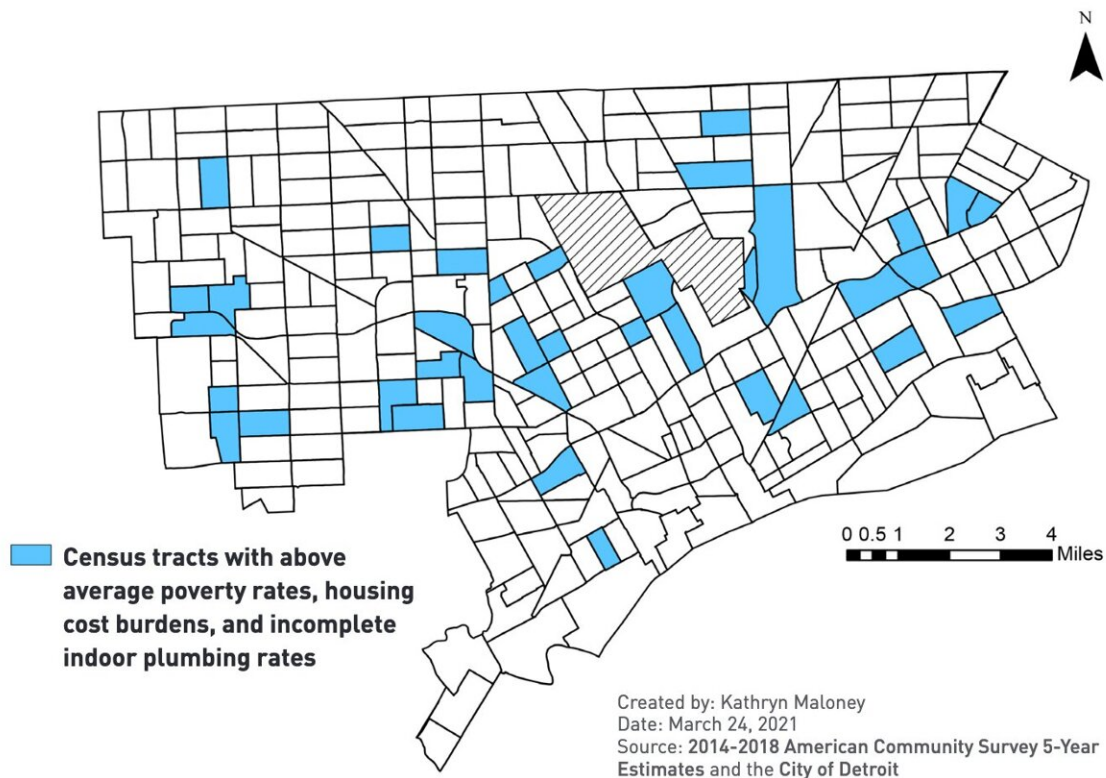 N
0 0.5 1 2 3 4
Miles
Census tracts with above
average poverty rates, housing
cost burdens, and incomplete
indoor plumbing rates
Created by: Kathryn Maloney
Date: March 24, 2021
Source: 2014-2018 American Community Survey 5-Year
Estimates and the City of Detroit